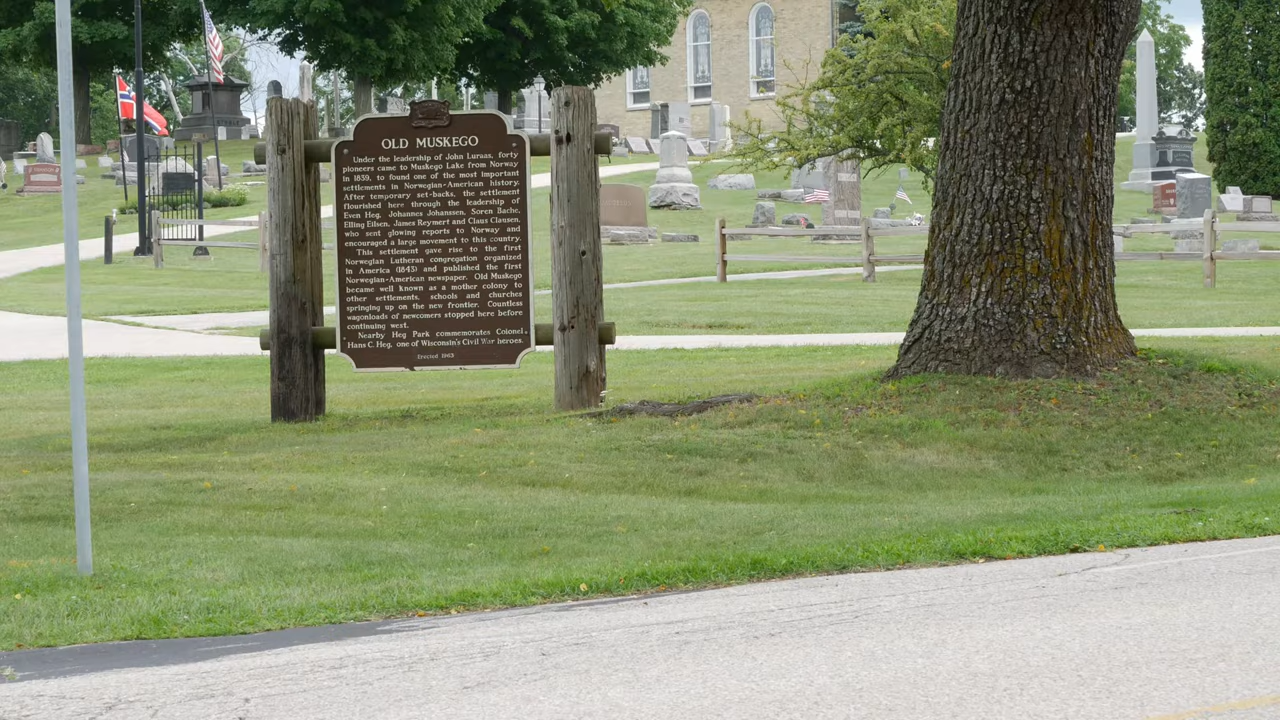 OLD MUSKEGO
Under the leadership of John Luraas, forty
pioneers came to Muskego Lake from Norway
in 1839, to found one of the most important
settlements in Norwegian-American history.
After temporary set-backs, the settlement
flourished here through the leadership of
Even Heg, Johannes Johansen, Soren Bache,
Elling Eilsen, James Reymert and Claus Clausen,
who sent glowing reports to Norway and
encouraged a large movement to this country.
This settlement gave rise to the first
Norwegian Lutheran congregation organized
in America (1843) and published the first
Norwegian-American newspaper. Old Muskego
became well known as a mother colony to
other settlements, schools and churches
springing up on the new frontier. Countless
wagonloads of newcomers stopped here before
continuing west.
Nearby Heg Park commemorates Colonel
Hans C. Heg, one of Wisconsin's Civil War heroes.
Erected 1963